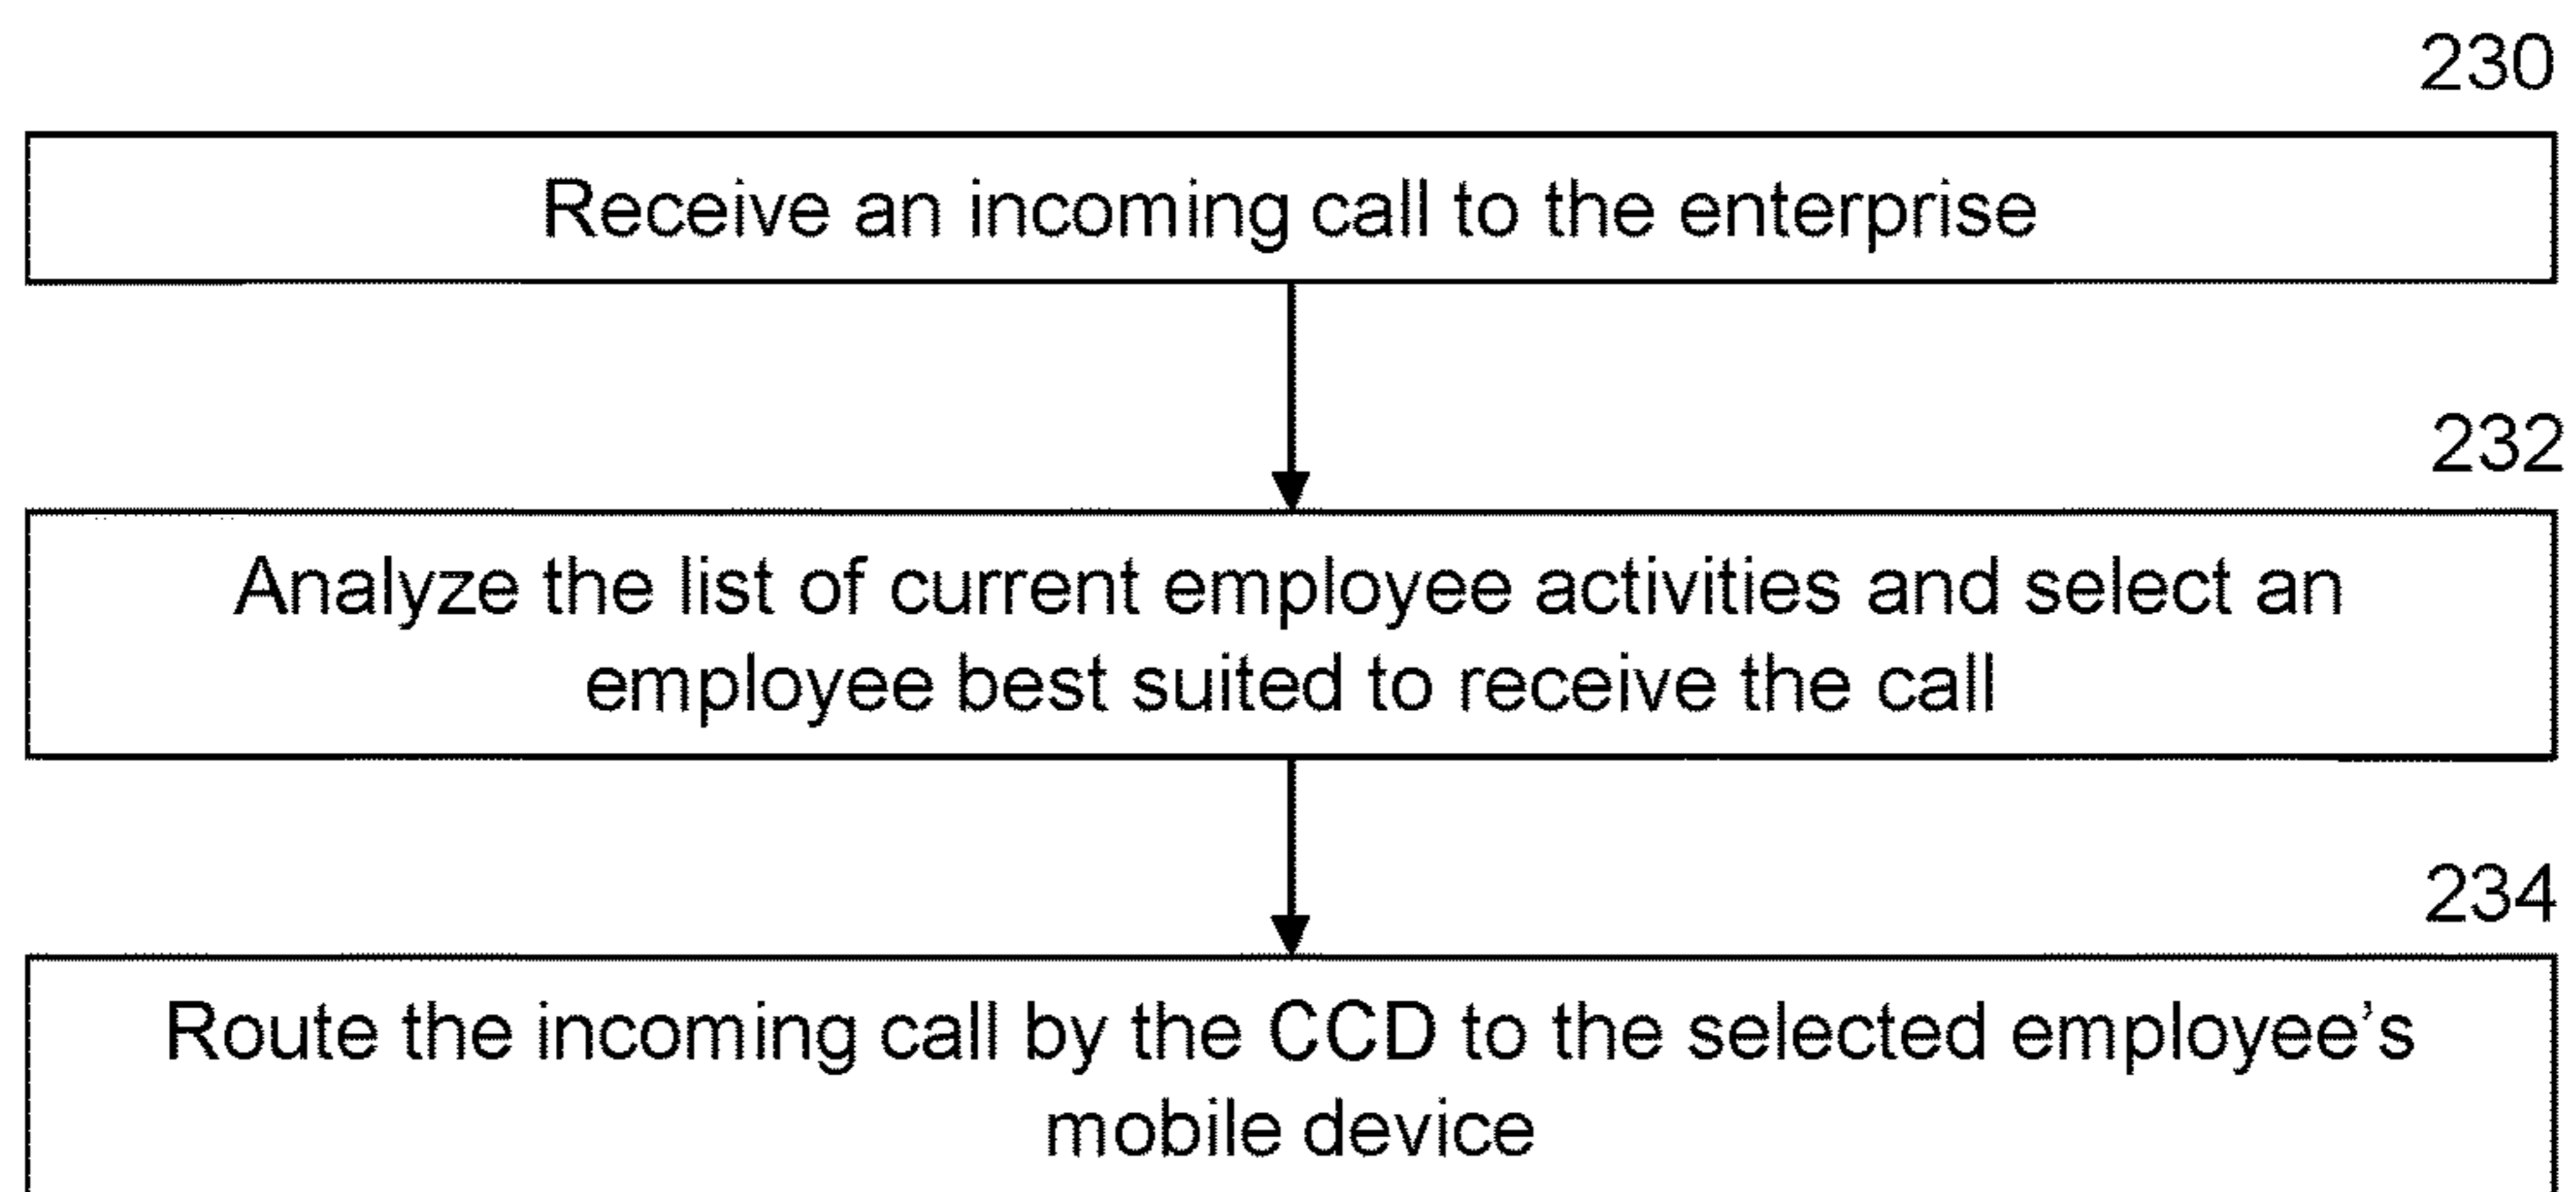 230
Receive an incoming call to the enterprise
232
Analyze the list of current employee activities and select an
employee best suited to receive the call
234
Route the incoming call by the CCD to the selected employee’s
mobile device